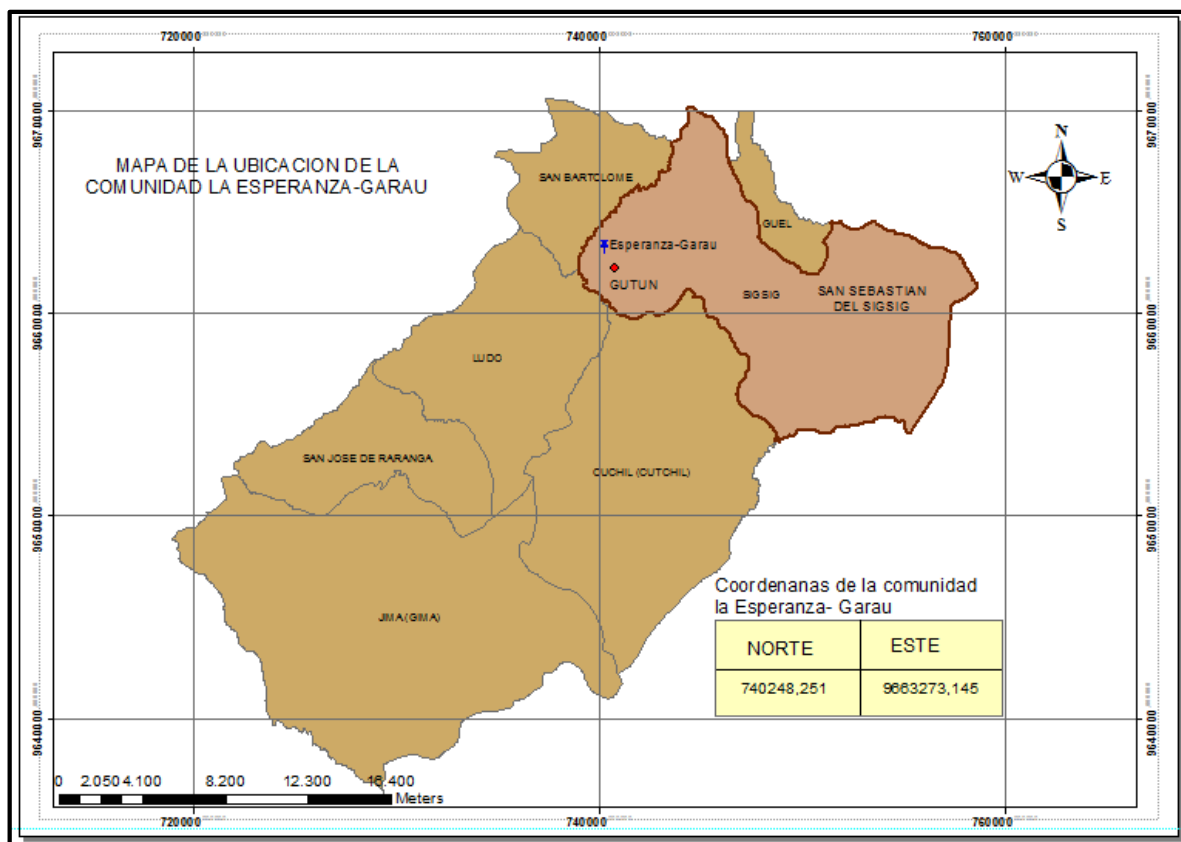 720000
740000
760000
MAPA DE LA UBICACION DE LA
COMUNIDAD LA ESPERANZA-GARAU
N
W
E
S
9670000
9670000
SAN BARTOLOME
GUEL
Esperanza-Garau
GUTUN
SIGSIG
SAN SEBASTIAN
DEL SIGSIG
9660000
9660000
LUDO
SAN JOSE DE RARANGA
CUCHIL (CUTCHIL)
9650000
9650000
JIMA (GIMA)
Coordenanas de la comunidad
la Esperanza- Garau
NORTE
ESTE
740248,251
9663273,145
9640000
9640000
0 2.050 4.100 8.200 12.300 16.400
Meters
720000
740000
760000